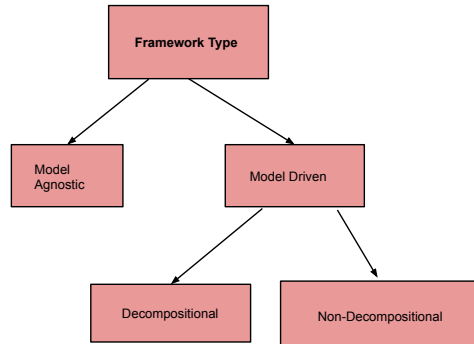 Framework Type
Model
Agnostic
Model Driven
Decompositional
Non-Decompositional